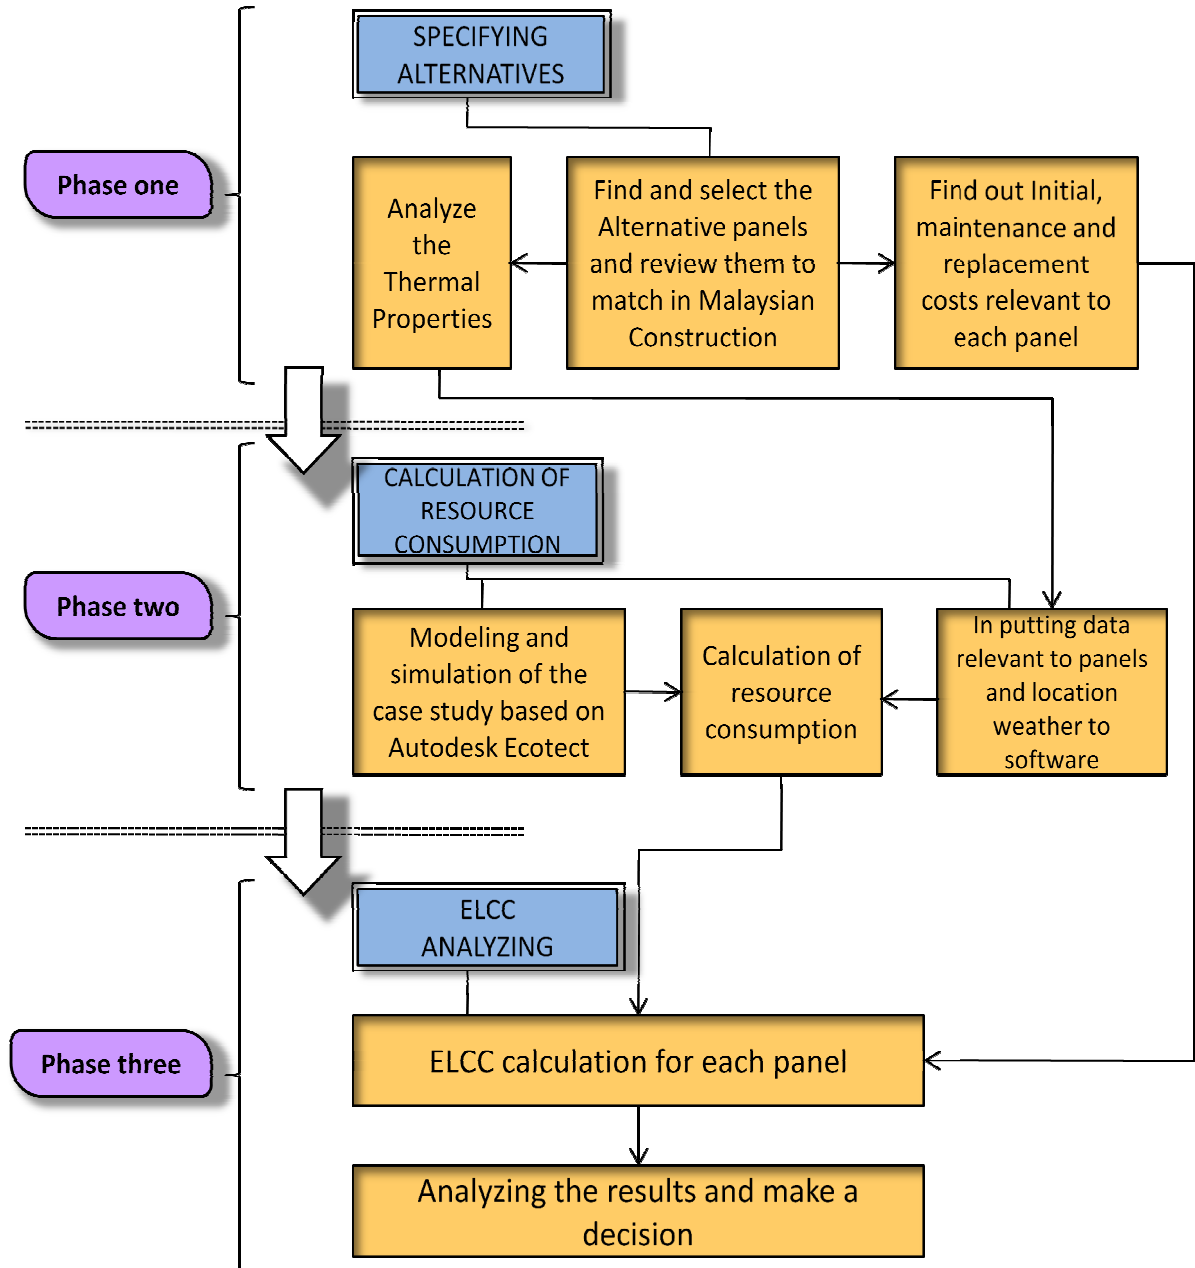 SPECIFYING
ALTERNATIVES
Phase one
Analyze
the
Thermal
Properties
Find and select the
Alternative panels
and review them to
match in Malaysian
Construction
Find out Initial,
maintenance and
replacement
costs relevant to
each panel
CALCULATION OF
RESOURCE
CONSUMPTION
Phase two
Modeling and
simulation of the
case study based on
Autodesk Ecotect
Calculation of
resource
consumption
In putting data
relevant to panels
and location
weather to
software
ELCC
ANALYZING
Phase three
ELCC calculation for each panel
Analyzing the results and make a
decision